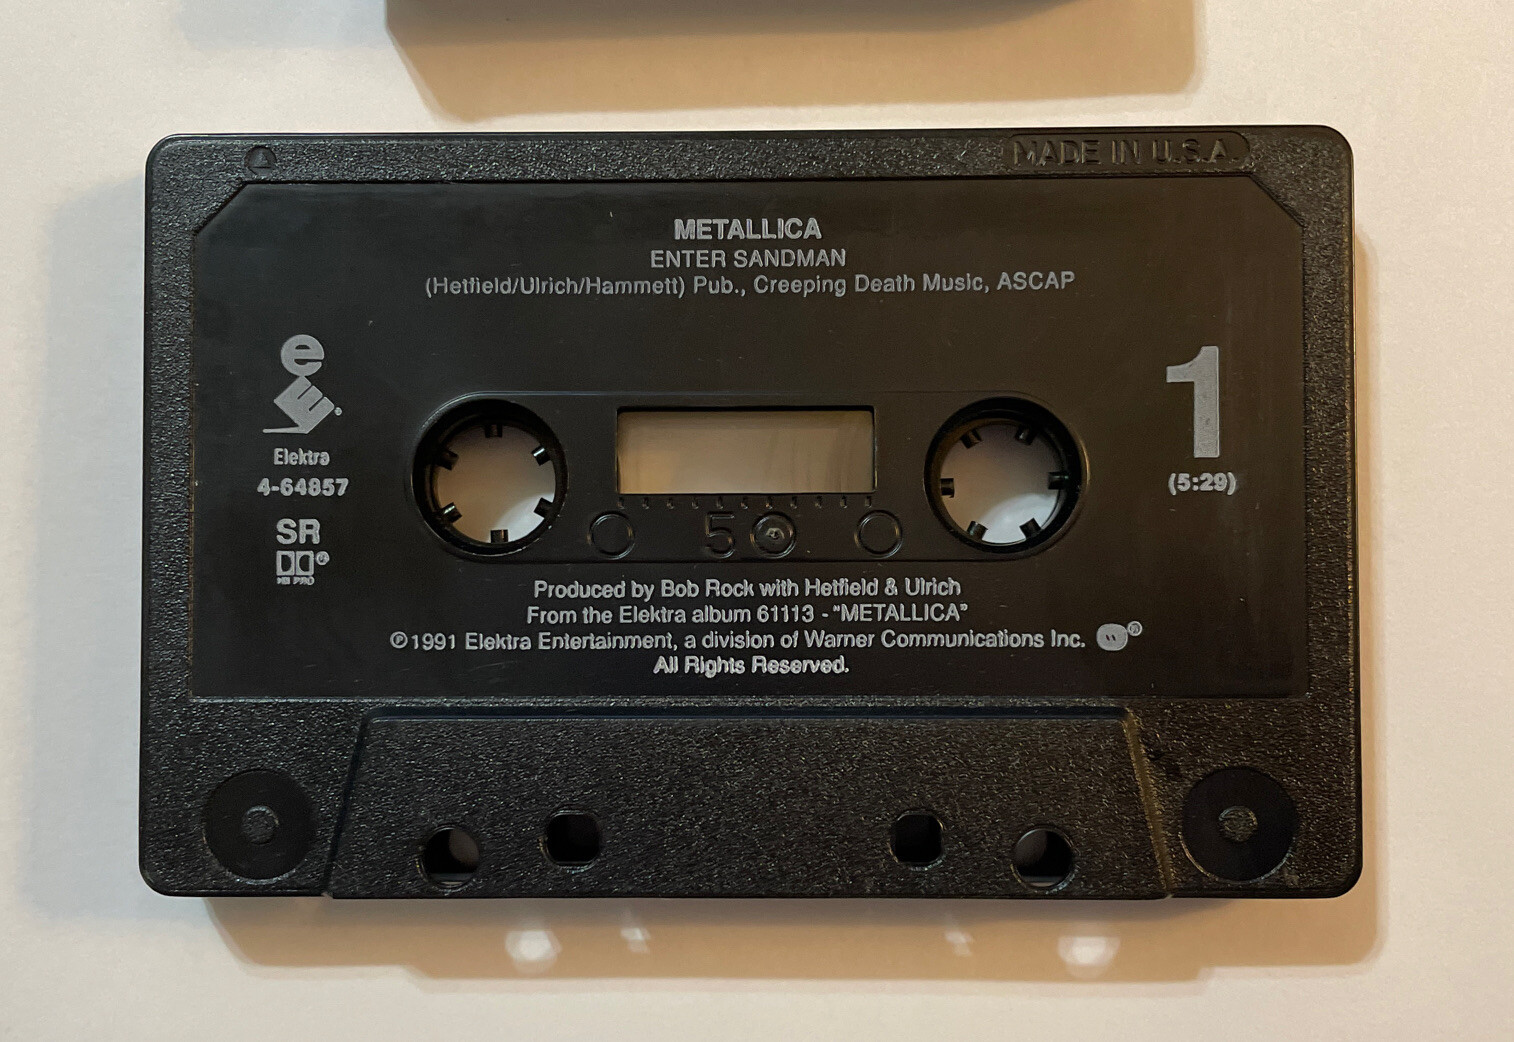 MADE IN U.S.A.
METALLICA
ENTER SANDMAN
(Hetfield/Ulrich/Hammett) Pub., Creeping Death Music, ASCAP
e
Elektra
4-64857
SR
HX PRO
1
(5:29)
5
Produced by Bob Rock with Hetfield & Ulrich
From the Elektra album 61113 - "METALLICA"
℗1991 Elektra Entertainment, a division of Warner Communications Inc. ®
All Rights Reserved.